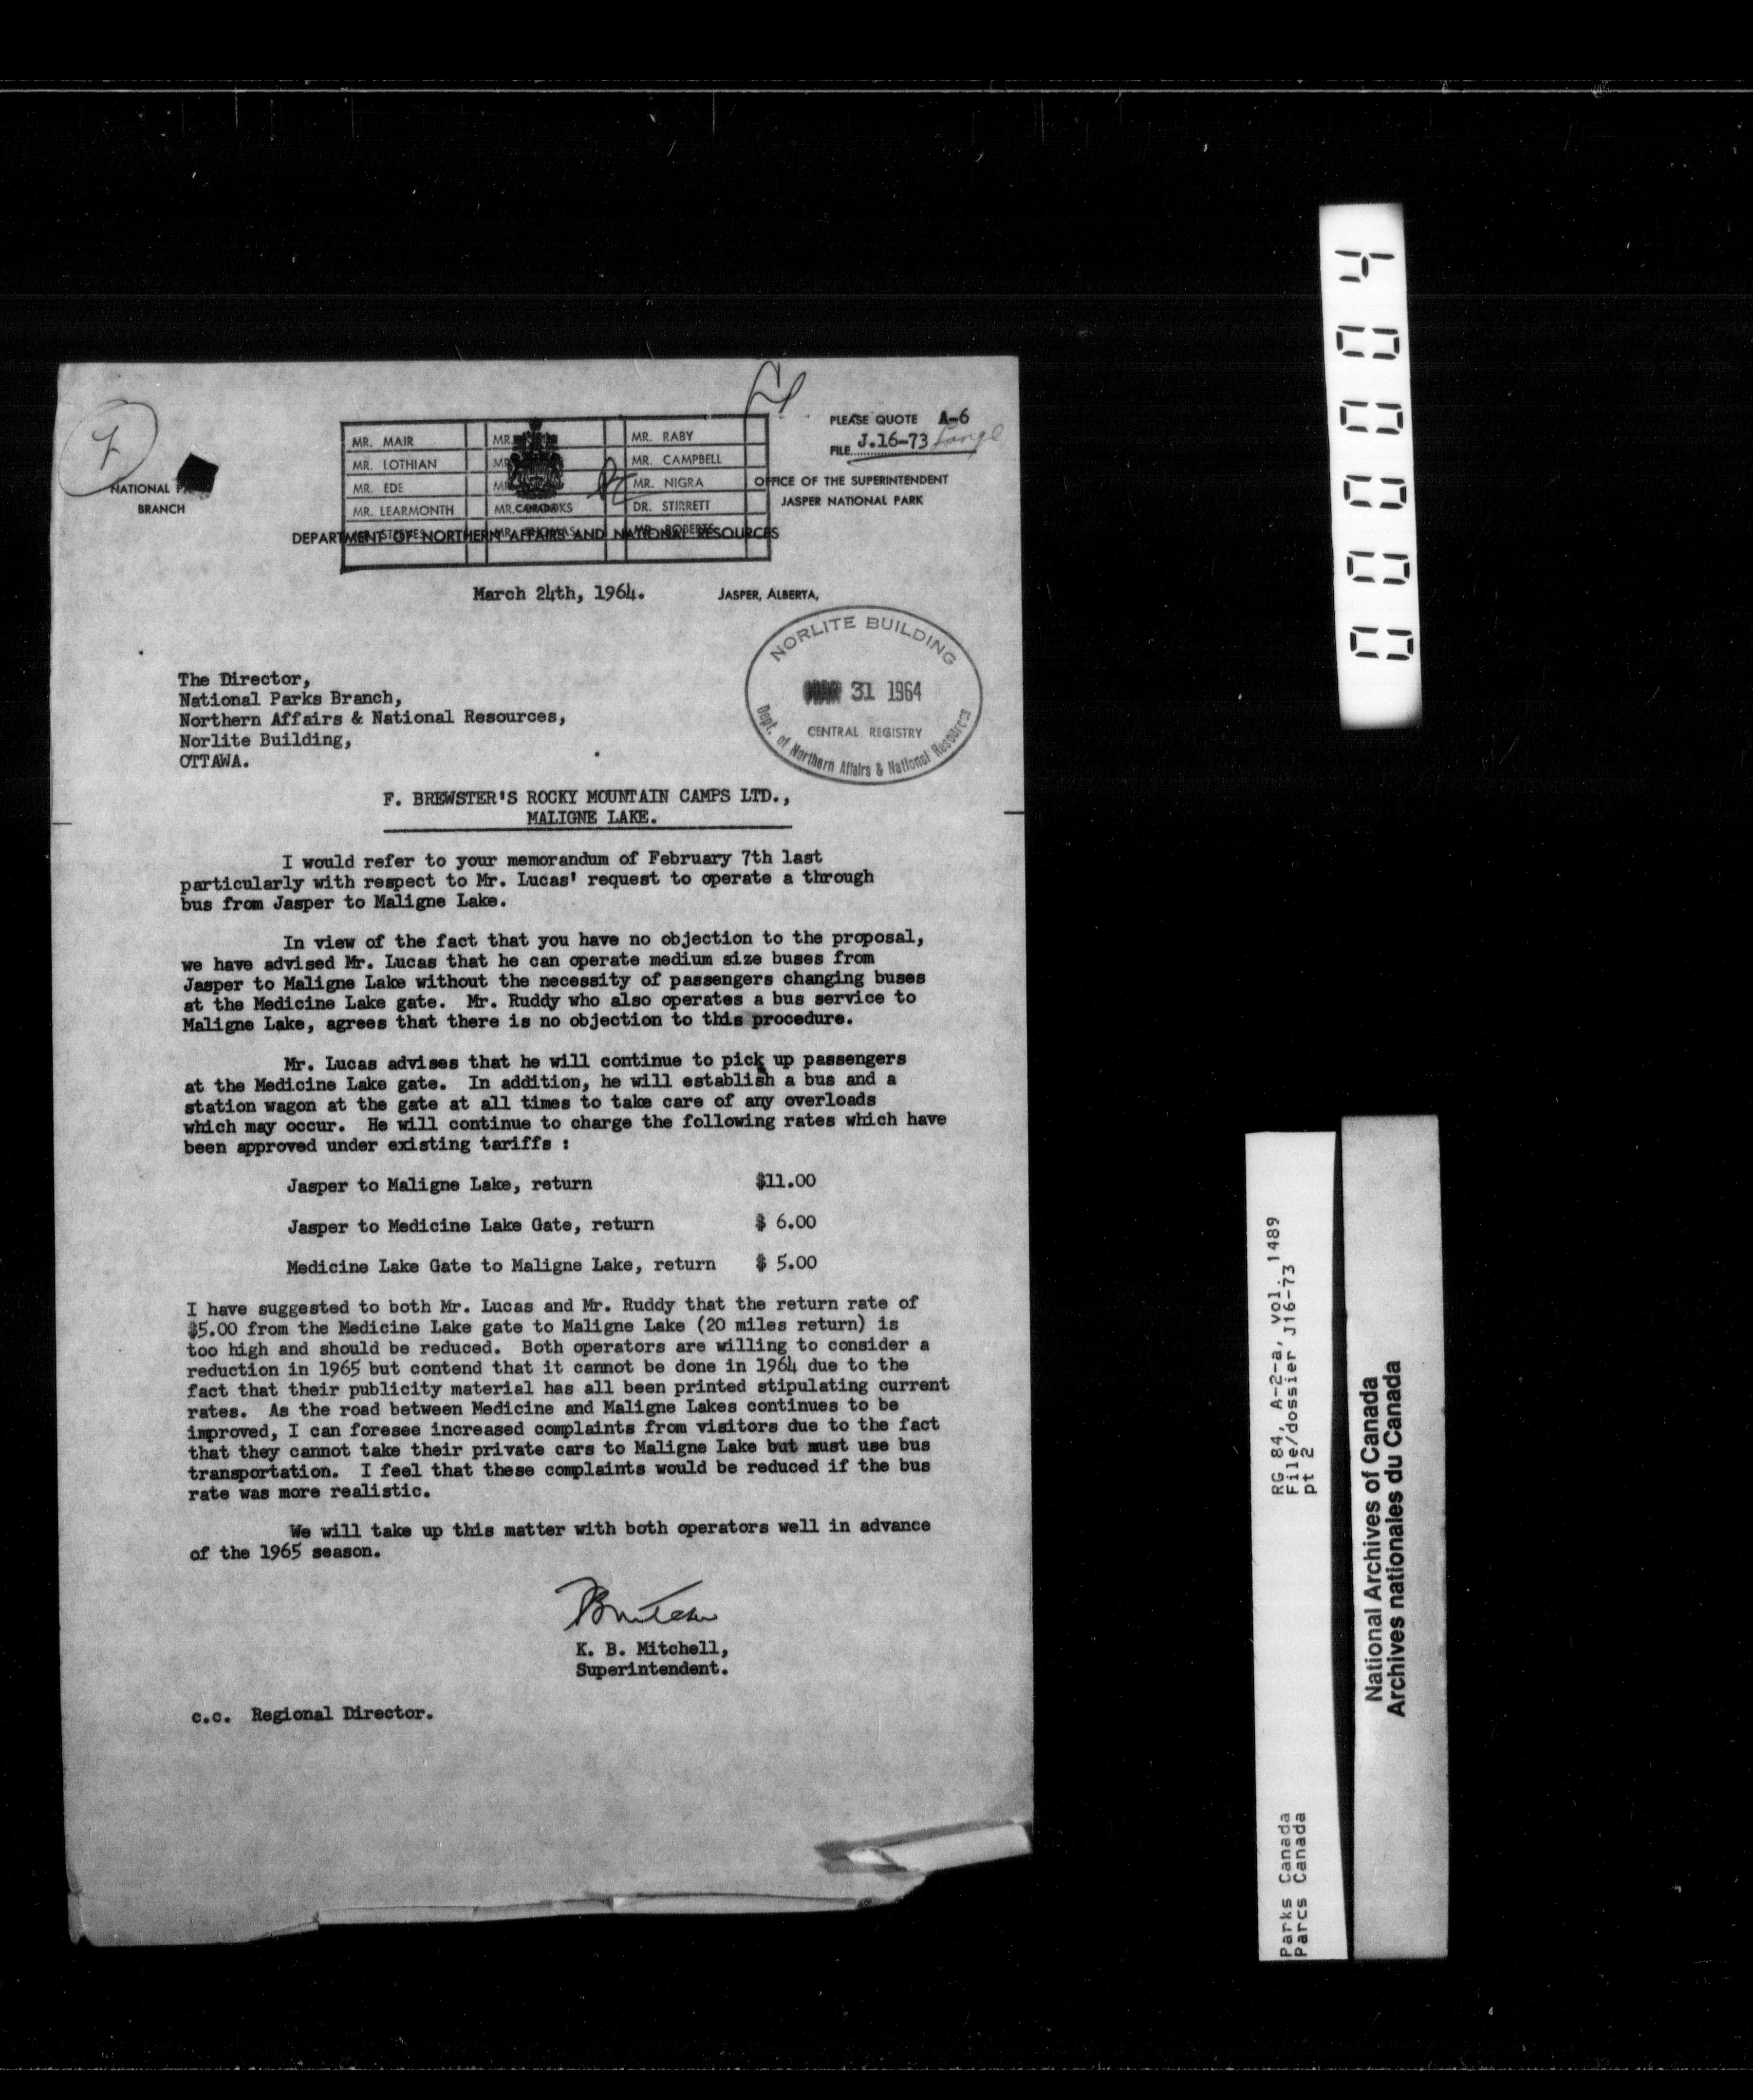 PLEASE QUOTE A-6
FILE J.16-73
NATIONAL
BRANCH
OFFICE OF THE SUPERINTENDENT
JASPER NATIONAL PARK
MR. MAIR MR. MR. RABY
MR. LOTHIAN MR. CAMPBELL
MR. EDE MR. NIGRA
MR. LEARMONTH DR. STIRRETT
MR. ROBERTS
CANADA
DEPARTMENT OF NORTHERN AFFAIRS AND NATIONAL RESOURCES
March 24th, 1964. JASPER, ALBERTA,
NORLITE BUILDING
MAR 31 1964
CENTRAL REGISTRY
Dept. of Northern Affairs & National Resources
The Director,
National Parks Branch,
Northern Affairs & National Resources,
Norlite Building,
OTTAWA.
F. BREWSTER'S ROCKY MOUNTAIN CAMPS LTD.,
MALIGNE LAKE.
I would refer to your memorandum of February 7th last
particularly with respect to Mr. Lucas' request to operate a through
bus from Jasper to Maligne Lake.
In view of the fact that you have no objection to the proposal,
we have advised Mr. Lucas that he can operate medium size buses from
Jasper to Maligne Lake without the necessity of passengers changing buses
at the Medicine Lake gate. Mr. Ruddy who also operates a bus service to
Maligne Lake, agrees that there is no objection to this procedure.
Mr. Lucas advises that he will continue to pick up passengers
at the Medicine Lake gate. In addition, he will establish a bus and a
station wagon at the gate at all times to take care of any overloads
which may occur. He will continue to charge the following rates which have
been approved under existing tariffs :
Jasper to Maligne Lake, return $11.00
Jasper to Medicine Lake Gate, return $ 6.00
Medicine Lake Gate to Maligne Lake, return $ 5.00
I have suggested to both Mr. Lucas and Mr. Ruddy that the return rate of
$5.00 from the Medicine Lake gate to Maligne Lake (20 miles return) is
too high and should be reduced. Both operators are willing to consider a
reduction in 1965 but contend that it cannot be done in 1964 due to the
fact that their publicity material has all been printed stipulating current
rates. As the road between Medicine and Maligne Lakes continues to be
improved, I can foresee increased complaints from visitors due to the fact
that they cannot take their private cars to Maligne Lake but must use bus
transportation. I feel that these complaints would be reduced if the bus
rate was more realistic.
We will take up this matter with both operators well in advance
of the 1965 season.
K. B. Mitchell,
Superintendent.
c.c. Regional Director.
00004
RG 84, A-2-a, vol. 1489
File/dossier J16-73
pt 2
Parks Canada
Parcs Canada
National Archives of Canada
Archives nationales du Canada